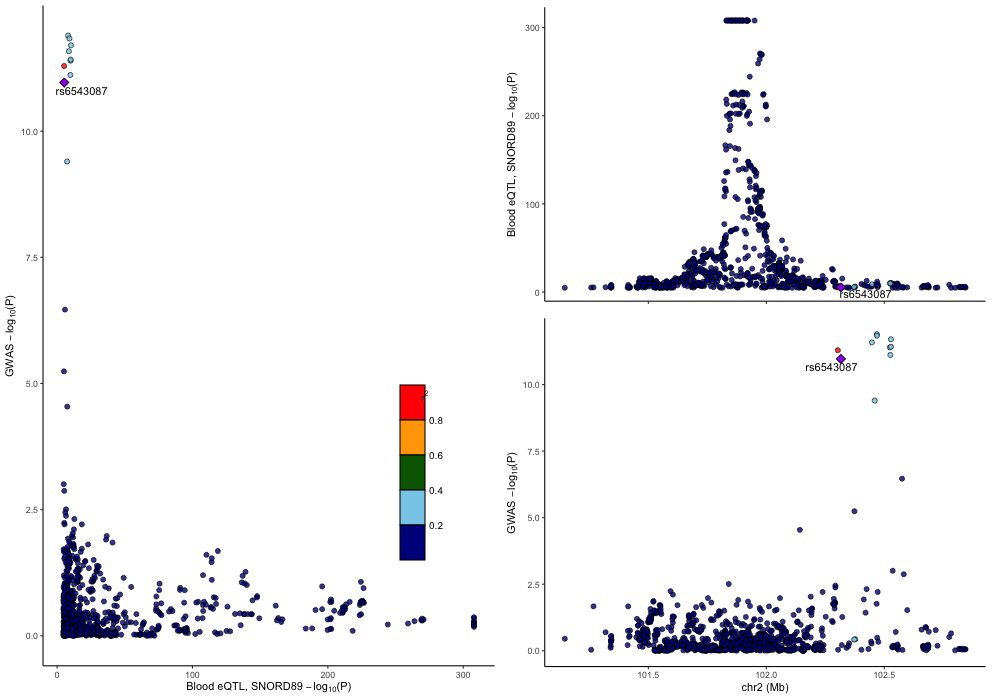 10.0
7.5
5.0
2.5
0.0
GWAS −log10(P)
0 100 200 300
Blood eQTL, SNORD89 −log10(P)
rs6543087
r2
0.8
0.6
0.4
0.2
300
200
100
0
Blood eQTL, SNORD89 −log10(P)
rs6543087
10.0
7.5
5.0
2.5
0.0
GWAS −log10(P)
rs6543087
101.5 102.0 102.5
chr2 (Mb)